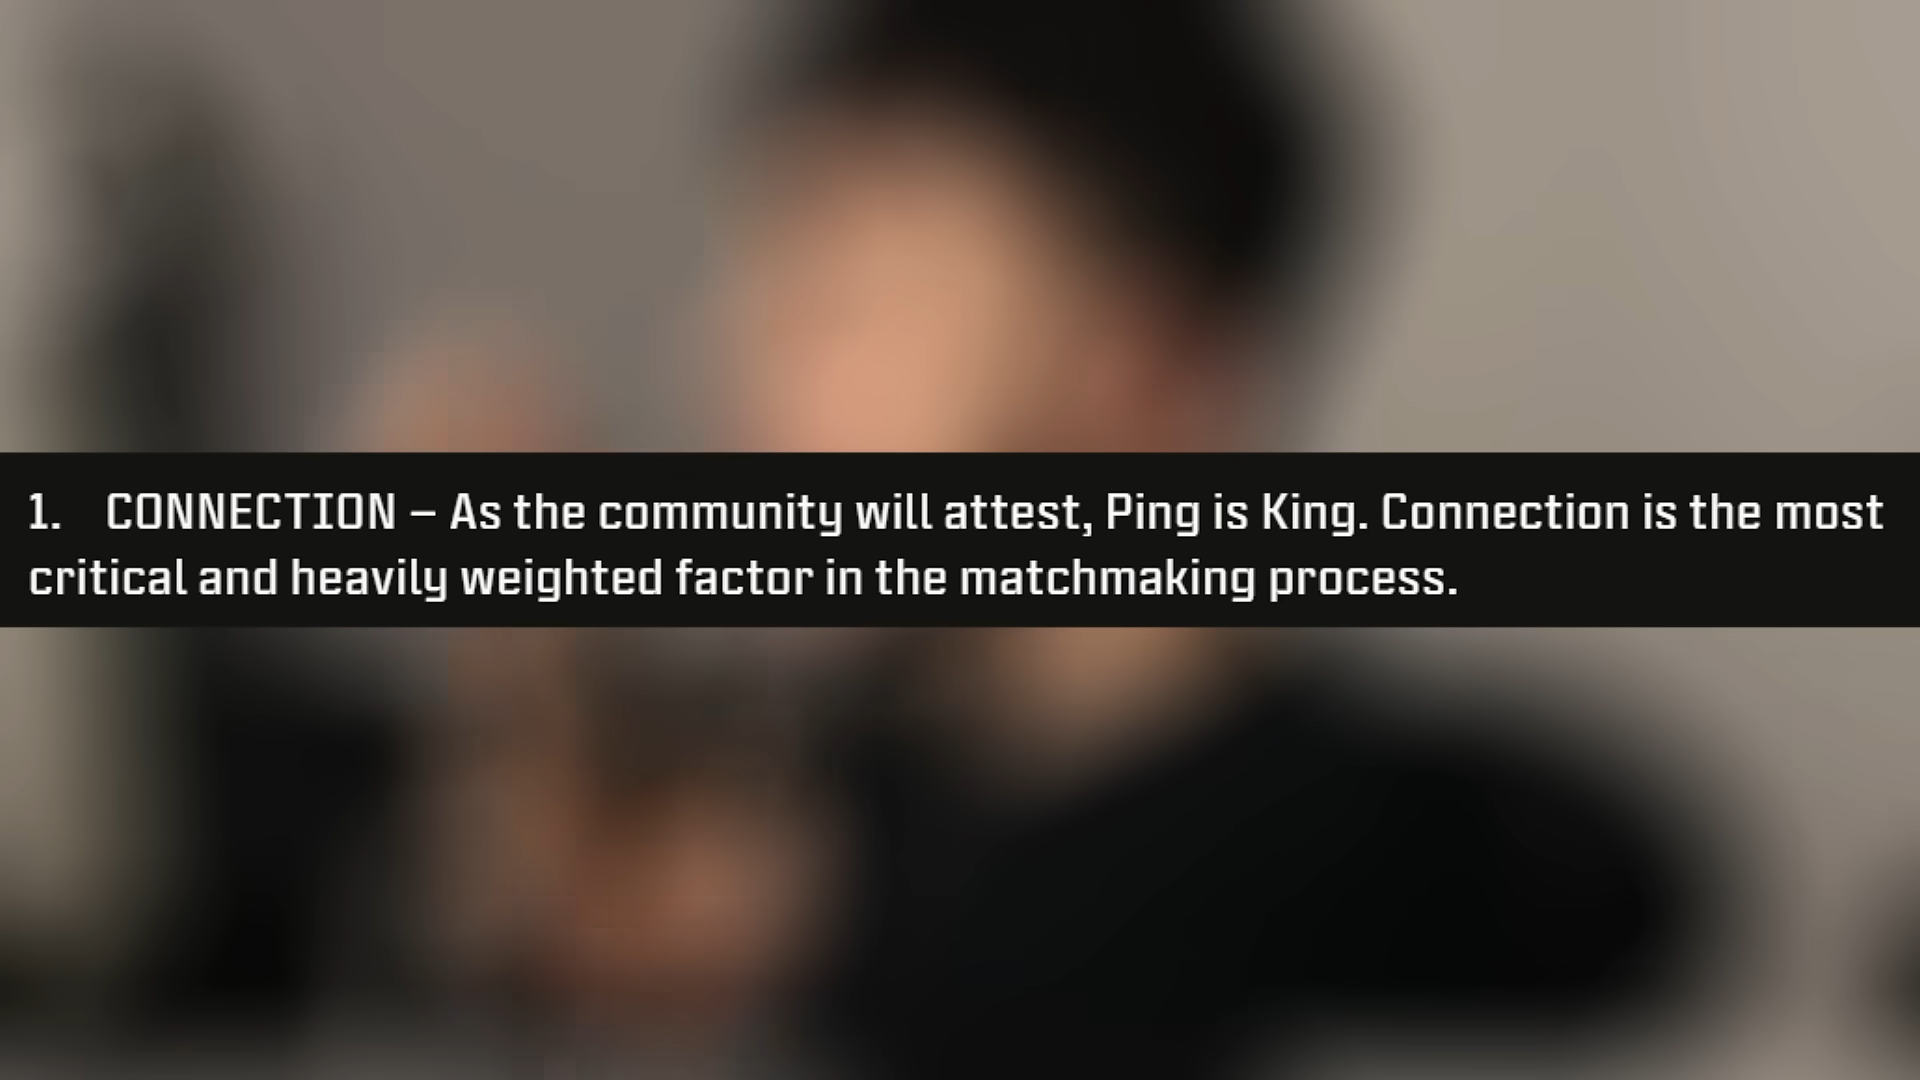 1. CONNECTION – As the community will attest, Ping is King. Connection is the most
critical and heavily weighted factor in the matchmaking process.